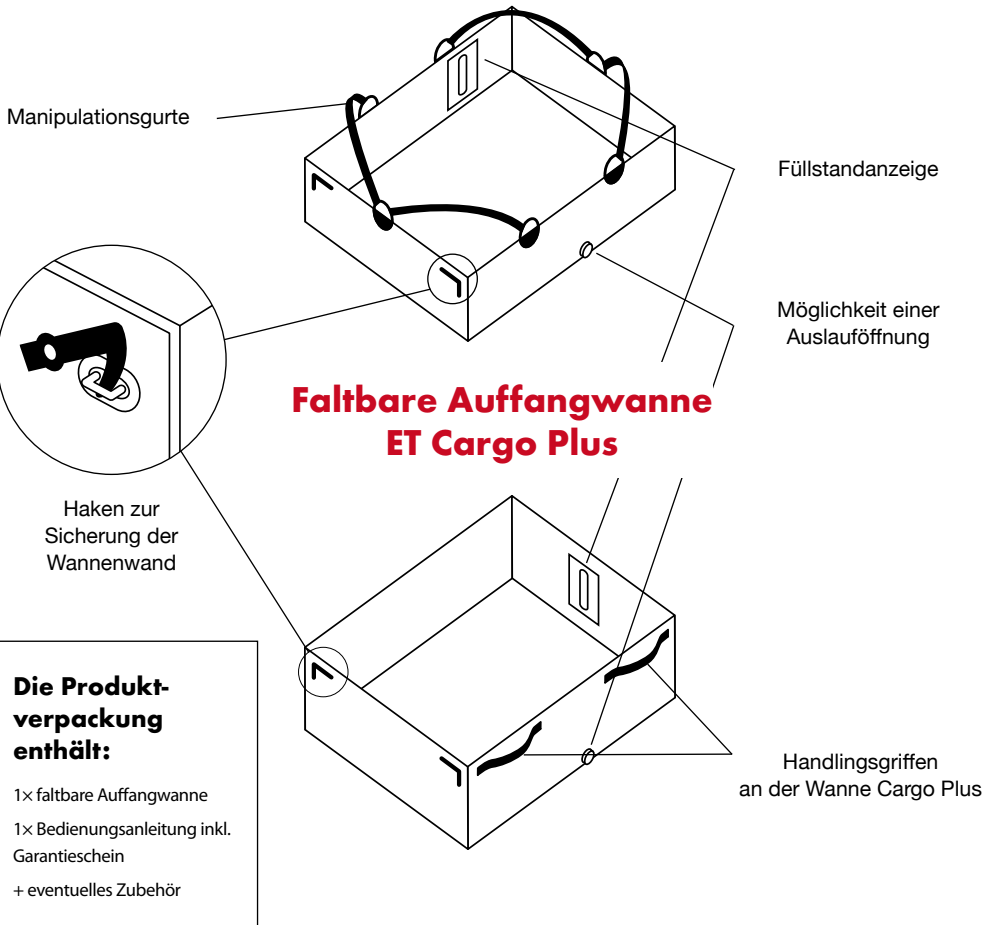 Manipulationsgurte
Füllstandanzeige
Möglichkeit einer
Auslauföffnung
Faltbare Auffangwanne
ET Cargo Plus
Haken zur
Sicherung der
Wannenwand
Die Produkt-
verpackung
enthält:
1× faltbare Auffangwanne
1× Bedienungsanleitung inkl.
Garantieschein
+ eventuelles Zubehör
Handlingsgriffen
an der Wanne Cargo Plus